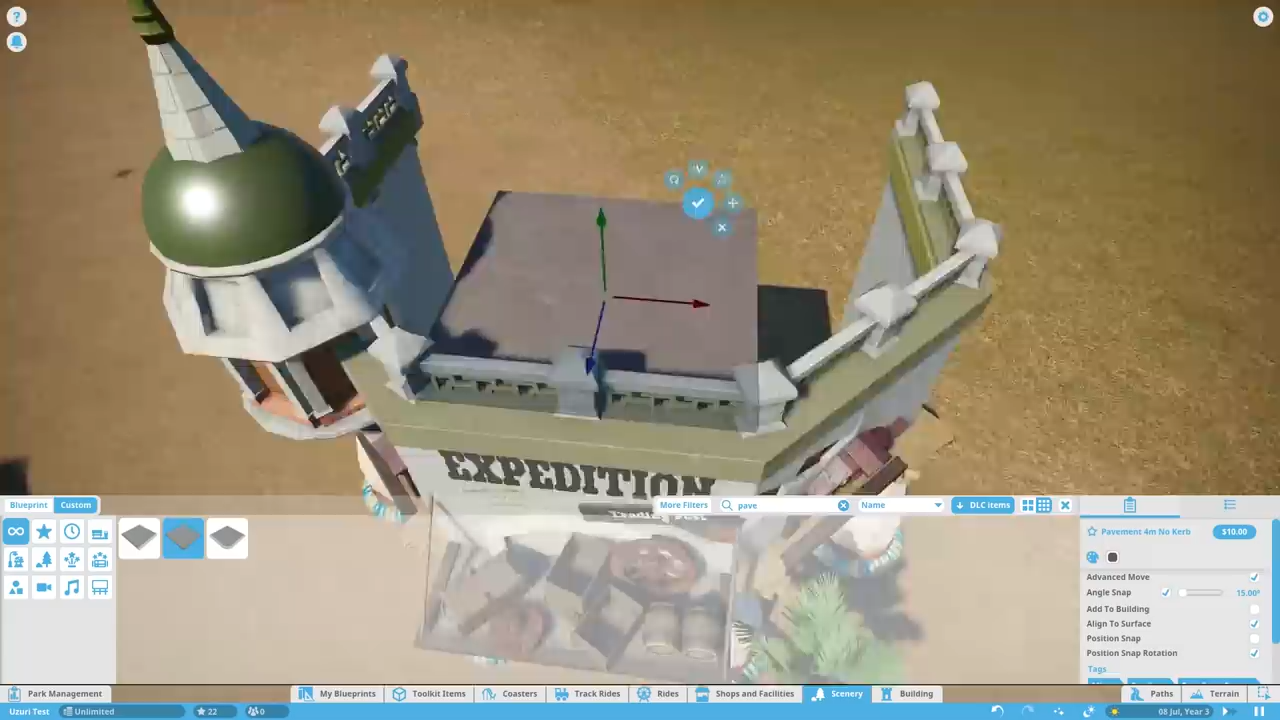 ?
EXPEDITION
Trading Post
Blueprint
Custom
More Filters
pave
Name
DLC items
Pavement 4m No Kerb
$10.00
Advanced Move
Angle Snap
15.00°
Add To Building
Align To Surface
Position Snap
Position Snap Rotation
Tags
Park Management
My Blueprints
Toolkit Items
Coasters
Track Rides
Rides
Shops and Facilities
Scenery
Building
Paths
Terrain
Uzuri Test
Unlimited
22
0
08 Jul, Year 3